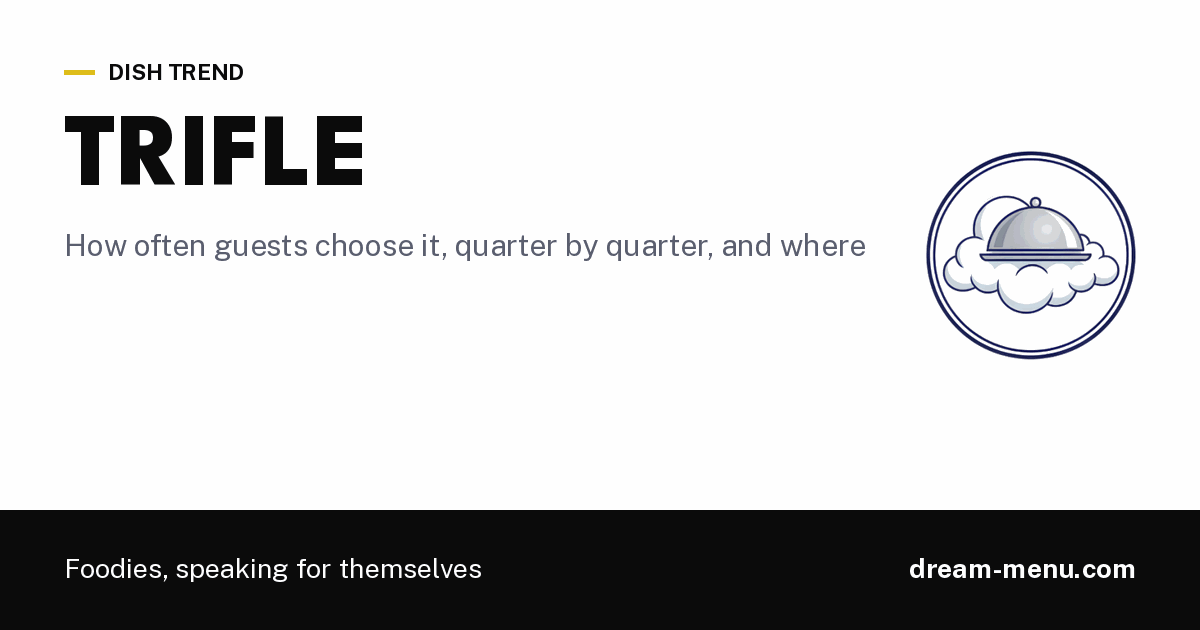 DISH TREND
TRIFLE
How often guests choose it, quarter by quarter, and where
Foodies, speaking for themselves
dream-menu.com